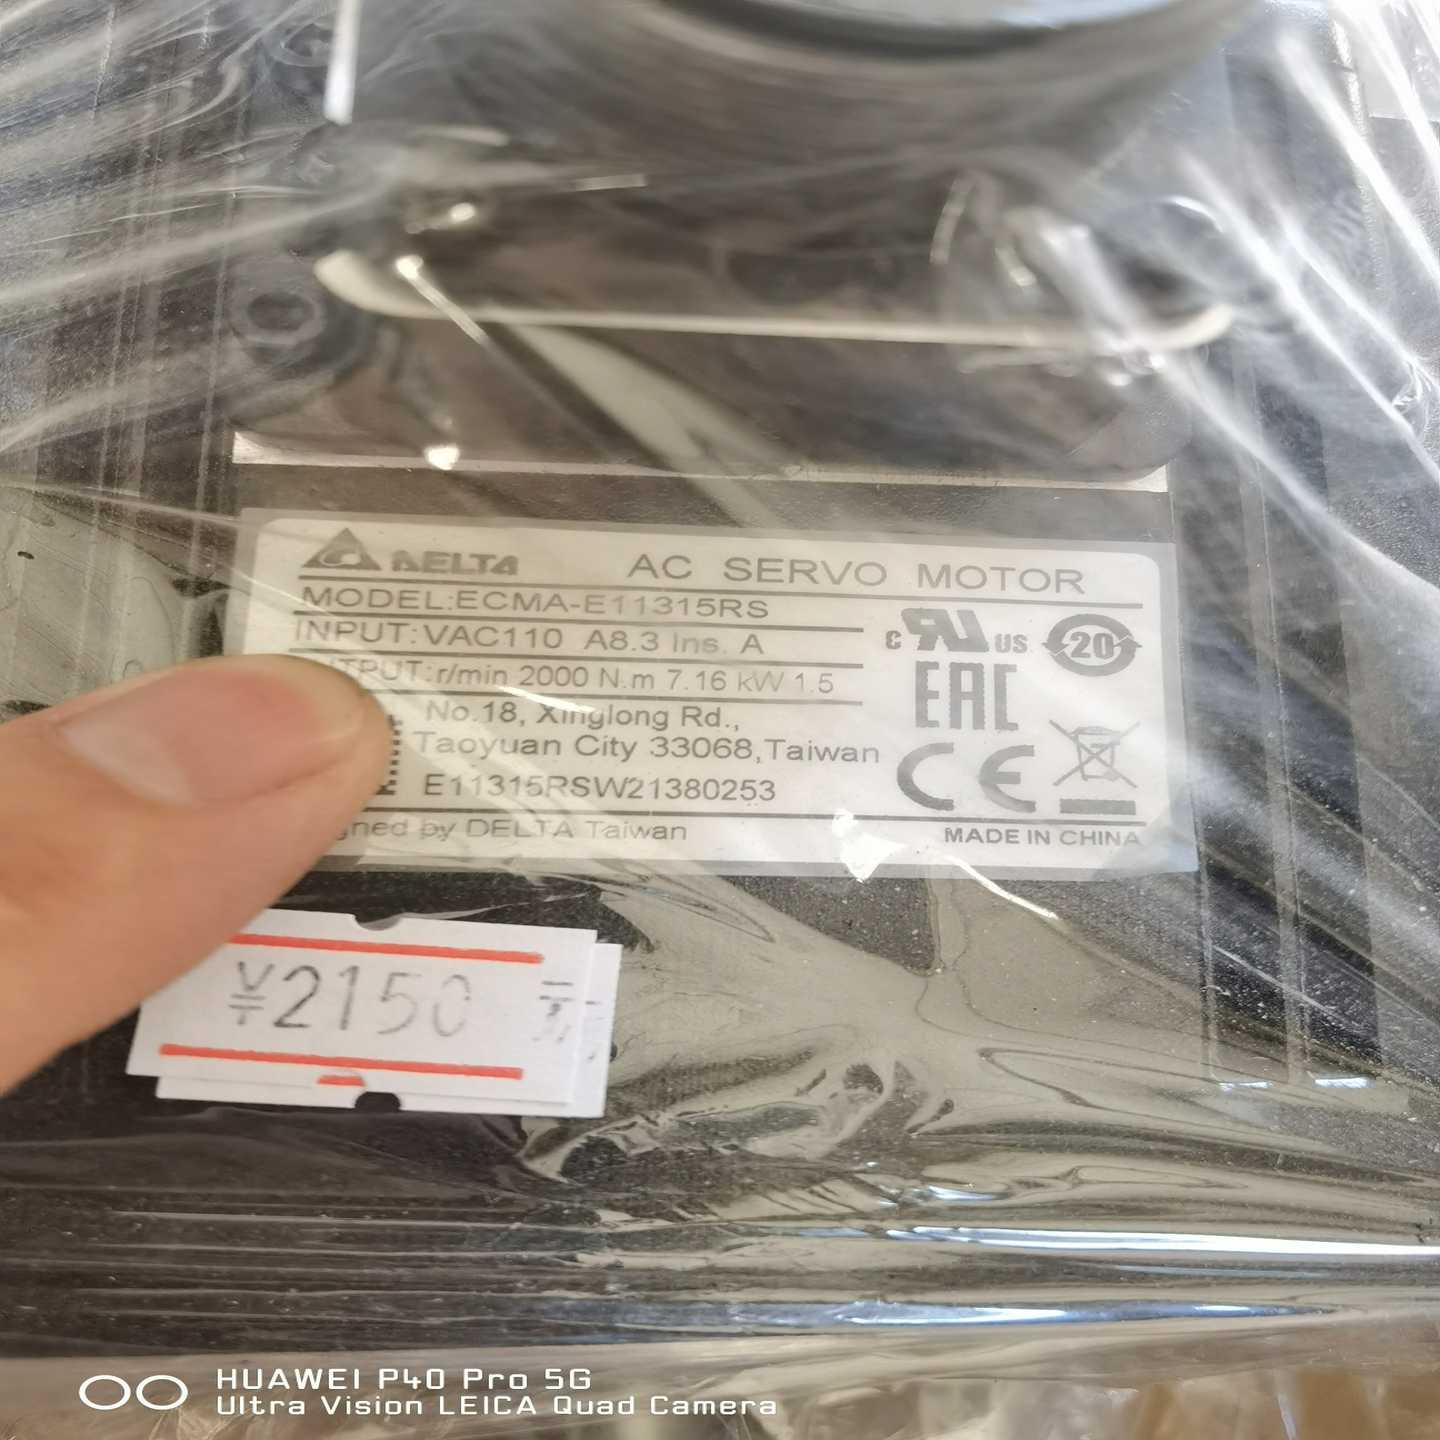 DELTA AC SERVO MOTOR
MODEL:ECMA-E11315RS
INPUT:VAC110 A8.3 Ins. A
r/min 2000 N.m 7.16 kW 1.5
No.18, Xinglong Rd.,
Taoyuan City 33068,Taiwan
E11315RSW21380253
by DELTA Taiwan
c US
20
EAC
CE
MADE IN CHINA
¥2150
HUAWEI P40 Pro 5G
Ultra Vision LEICA Quad Camera